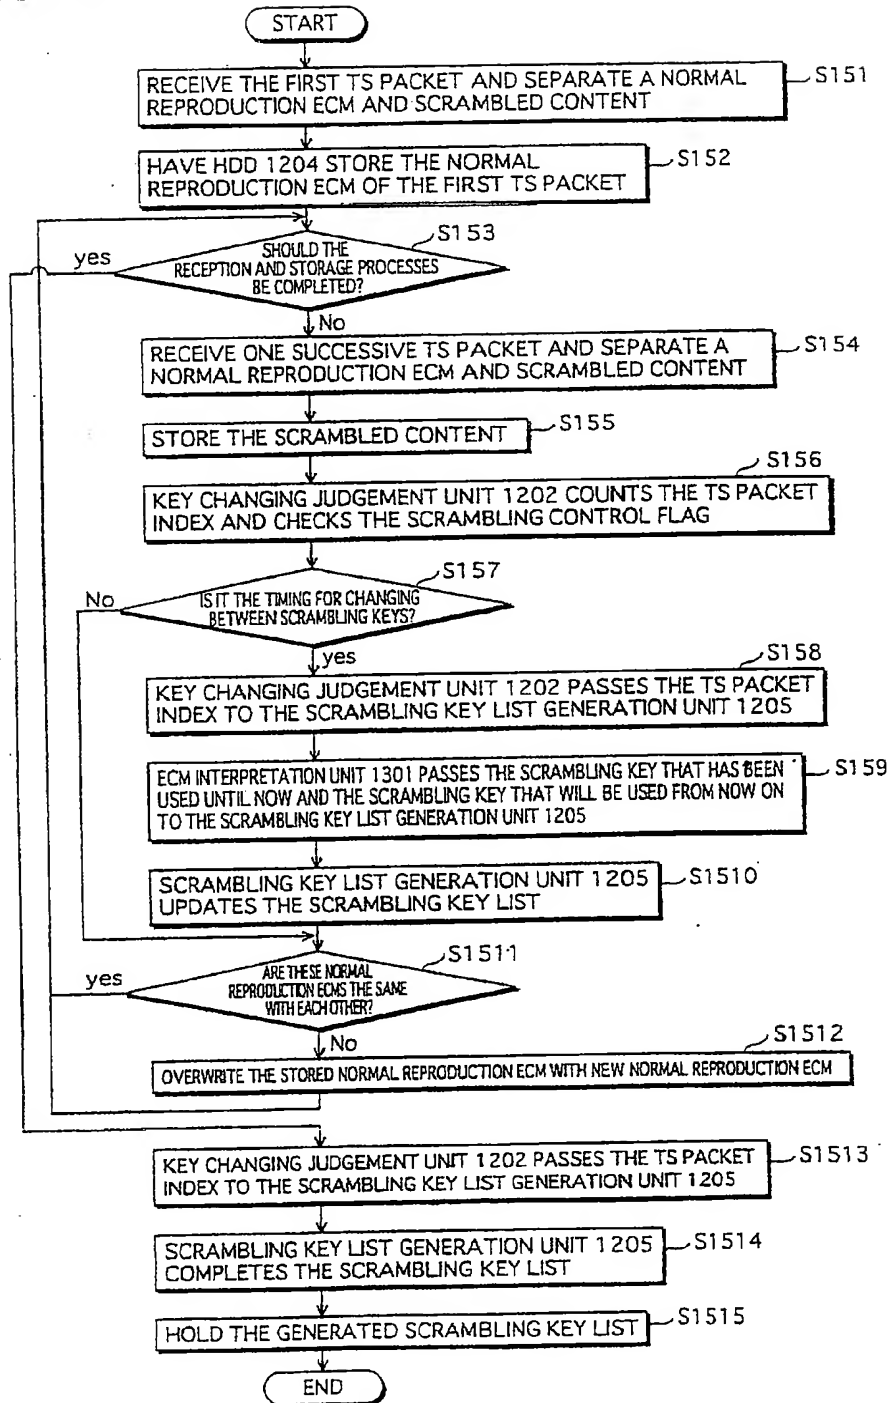 START
RECEIVE THE FIRST TS PACKET AND SEPARATE A NORMAL
REPRODUCTION ECM AND SCRAMBLED CONTENT
S151
HAVE HDD 1204 STORE THE NORMAL
REPRODUCTION ECM OF THE FIRST TS PACKET
S152
S153
yes
SHOULD THE
RECEPTION AND STORAGE PROCESSES
BE COMPLETED?
No
RECEIVE ONE SUCCESSIVE TS PACKET AND SEPARATE A
NORMAL REPRODUCTION ECM AND SCRAMBLED CONTENT
S154
STORE THE SCRAMBLED CONTENT
S155
S156
KEY CHANGING JUDGEMENT UNIT 1202 COUNTS THE TS PACKET
INDEX AND CHECKS THE SCRAMBLING CONTROL FLAG
S157
No
IS IT THE TIMING FOR CHANGING
BETWEEN SCRAMBLING KEYS?
yes
S158
KEY CHANGING JUDGEMENT UNIT 1202 PASSES THE TS PACKET
INDEX TO THE SCRAMBLING KEY LIST GENERATION UNIT 1205
ECM INTERPRETATION UNIT 1301 PASSES THE SCRAMBLING KEY THAT HAS BEEN
USED UNTIL NOW AND THE SCRAMBLING KEY THAT WILL BE USED FROM NOW ON
TO THE SCRAMBLING KEY LIST GENERATION UNIT 1205
S159
SCRAMBLING KEY LIST GENERATION UNIT 1205
UPDATES THE SCRAMBLING KEY LIST
S1510
S1511
yes
ARE THESE NORMAL
REPRODUCTION ECMS THE SAME
WITH EACH OTHER?
No
S1512
OVERWRITE THE STORED NORMAL REPRODUCTION ECM WITH NEW NORMAL REPRODUCTION ECM
KEY CHANGING JUDGEMENT UNIT 1202 PASSES THE TS PACKET
INDEX TO THE SCRAMBLING KEY LIST GENERATION UNIT 1205
S1513
SCRAMBLING KEY LIST GENERATION UNIT 1205
COMPLETES THE SCRAMBLING KEY LIST
S1514
HOLD THE GENERATED SCRAMBLING KEY LIST
S1515
END